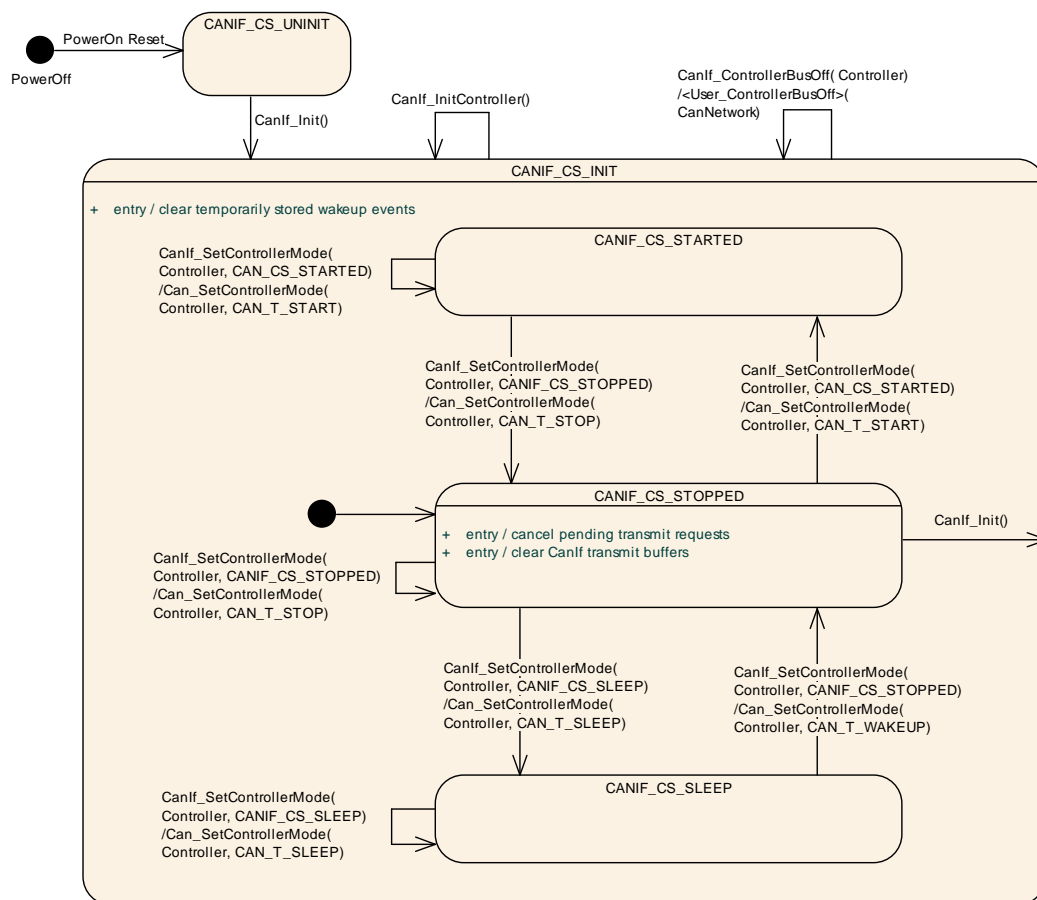 CANIF_CS_UNINIT
PowerOn Reset
PowerOff
CanIf_Init()
CanIf_InitController()
CanIf_ControllerBusOff( Controller)
/<User_ControllerBusOff>(
CanNetwork)
CANIF_CS_INIT
+ entry / clear temporarily stored wakeup events
CANIF_CS_STARTED
CanIf_SetControllerMode(
Controller, CAN_CS_STARTED)
/Can_SetControllerMode(
Controller, CAN_T_START)
CanIf_SetControllerMode(
Controller, CANIF_CS_STOPPED)
/Can_SetControllerMode(
Controller, CAN_T_STOP)
CanIf_SetControllerMode(
Controller, CAN_CS_STARTED)
/Can_SetControllerMode(
Controller, CAN_T_START)
CANIF_CS_STOPPED
+ entry / cancel pending transmit requests
+ entry / clear CanIf transmit buffers
CanIf_Init()
CanIf_SetControllerMode(
Controller, CANIF_CS_STOPPED)
/Can_SetControllerMode(
Controller, CAN_T_STOP)
CanIf_SetControllerMode(
Controller, CANIF_CS_SLEEP)
/Can_SetControllerMode(
Controller, CAN_T_SLEEP)
CanIf_SetControllerMode(
Controller, CANIF_CS_STOPPED)
/Can_SetControllerMode(
Controller, CAN_T_WAKEUP)
CANIF_CS_SLEEP
CanIf_SetControllerMode(
Controller, CANIF_CS_SLEEP)
/Can_SetControllerMode(
Controller, CAN_T_SLEEP)